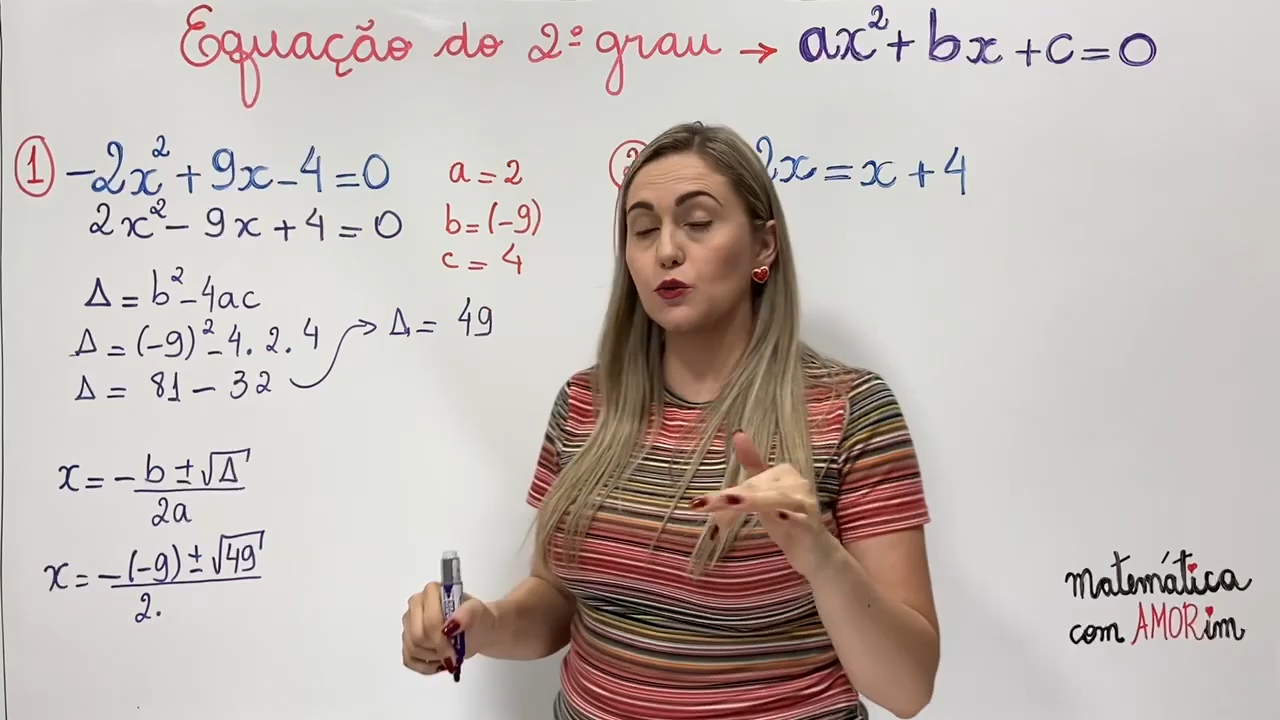 Equação do 2º grau → ax² + bx + c = 0
1 -2x² + 9x - 4 = 0
2x² - 9x + 4 = 0
a = 2
b = (-9)
c = 4
Δ = b² - 4ac
Δ = (-9)² - 4. 2. 4
Δ = 81 - 32
→ Δ = 49
x = -b ± √Δ
2a
x = -(-9) ± √49
2.
2x = x + 4
matemática
com AMORim